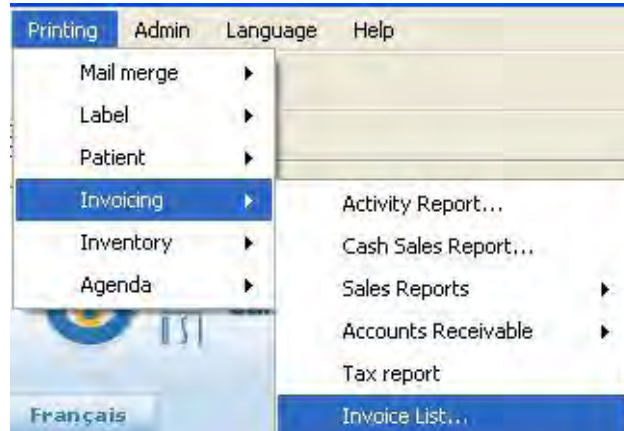 Printing Admin Language Help
Mail merge
Label
Patient
Invoicing
Inventory
Agenda
Activity Report...
Cash Sales Report...
Sales Reports
Accounts Receivable
Tax report
Invoice List...
Français